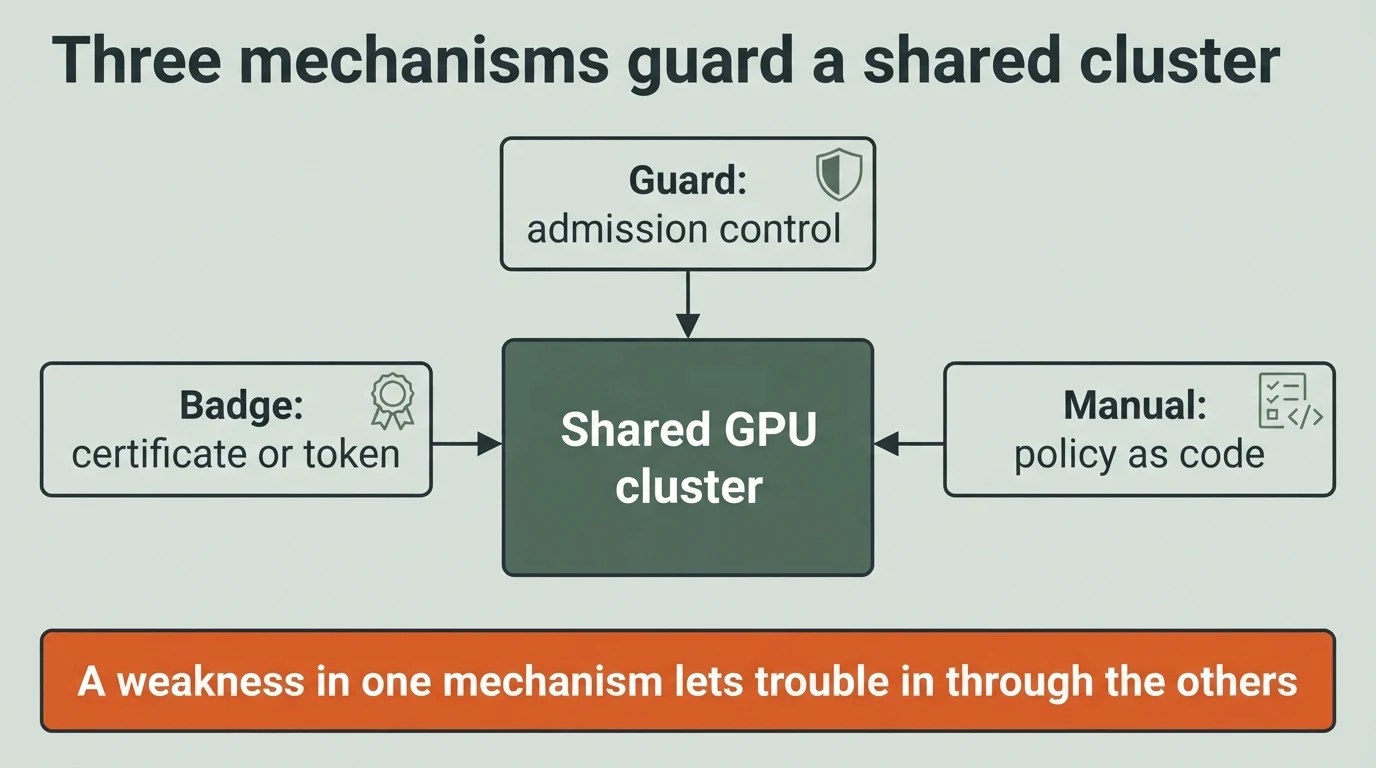 Three mechanisms guard a shared cluster
Guard:
admission control
Badge:
certificate or token
Shared GPU
cluster
Manual:
policy as code
A weakness in one mechanism lets trouble in through the others